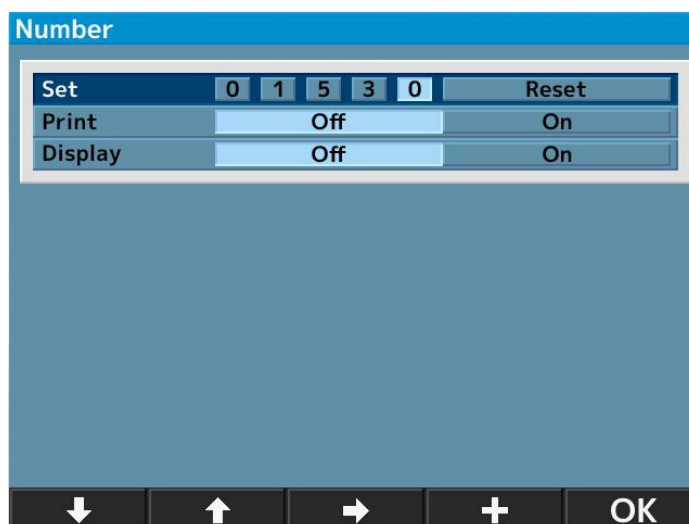 Number
Set 0 1 5 3 0 Reset
Print Off On
Display Off On
OK